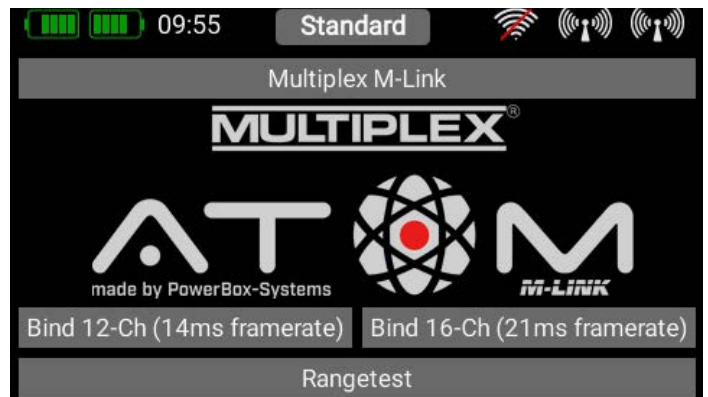 09:55 Standard
Multiplex M-Link
MULTIPLEX®
ATOM
made by PowerBox-Systems M-LINK
Bind 12-Ch (14ms framerate) Bind 16-Ch (21ms framerate)
Rangetest